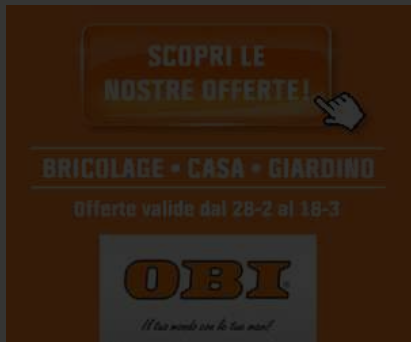 SCOPRI LE
NOSTRE OFFERTE!
BRICOLAGE • CASA • GIARDINO
Offerte valide dal 28-2 al 18-3
OBI
Il tuo mondo con le tue mani!